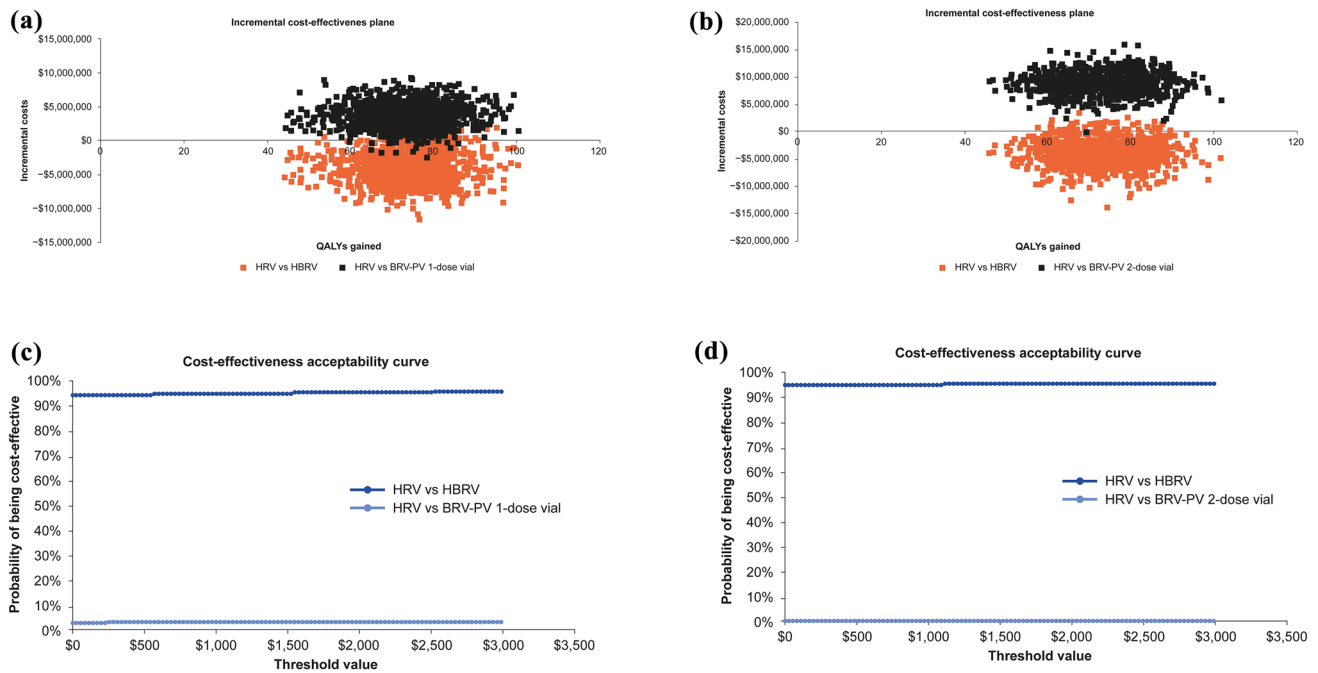 (a)
Incremental cost-effectivenes plane
$15,000,000
$10,000,000
$5,000,000
$0
−$5,000,000
−$10,000,000
−$15,000,000
0
20
40
60
80
100
120
Incremental costs
QALYs gained
HRV vs HBRV
HRV vs BRV-PV 1-dose vial
(b)
Incremental cost-effectiveness plane
$20,000,000
$15,000,000
$10,000,000
$5,000,000
$0
−$5,000,000
−$10,000,000
−$15,000,000
−$20,000,000
0
20
40
60
80
100
120
Incremental costs
QALYs gained
HRV vs HBRV
HRV vs BRV-PV 2-dose vial
(c)
Cost-effectiveness acceptability curve
100%
90%
80%
70%
60%
50%
40%
30%
20%
10%
0%
Probability of being cost-effective
HRV vs HBRV
HRV vs BRV-PV 1-dose vial
$0
$500
$1,000
$1,500
$2,000
$2,500
$3,000
$3,500
Threshold value
(d)
Cost-effectiveness acceptability curve
100%
90%
80%
70%
60%
50%
40%
30%
20%
10%
0%
Probability of being cost-effective
HRV vs HBRV
HRV vs BRV-PV 2-dose vial
$0
$500
$1,000
$1,500
$2,000
$2,500
$3,000
$3,500
Threshold value